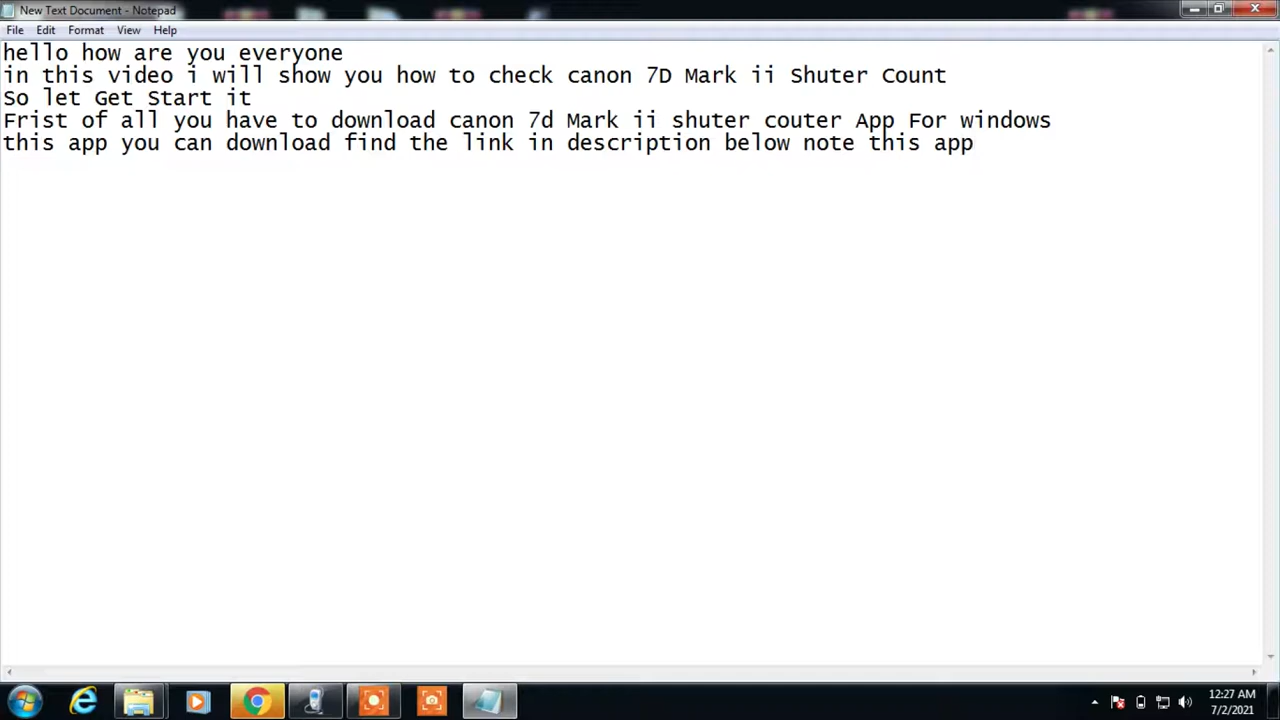 New Text Document - Notepad
File Edit Format View Help
hello how are you everyone
in this video i will show you how to check canon 7D Mark ii Shuter Count
So let Get Start it
Frist of all you have to download canon 7d Mark ii shuter couter App For windows
this app you can download find the link in description below note this app
12:27 AM
7/2/2021